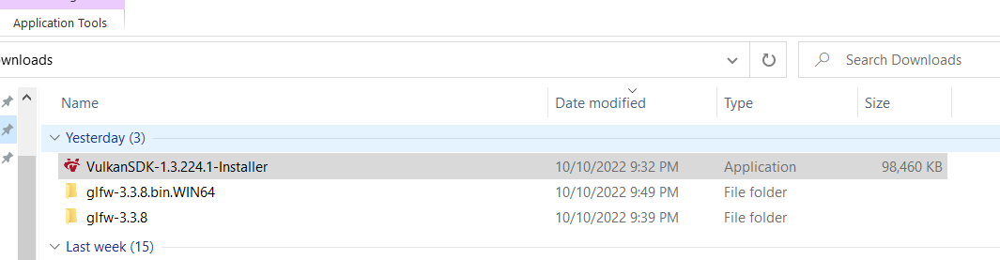 Application Tools
wnloads
Search Downloads
Name Date modified Type Size
Yesterday (3)
VulkanSDK-1.3.224.1-Installer 10/10/2022 9:32 PM Application 98,460 KB
glfw-3.3.8.bin.WIN64 10/10/2022 9:49 PM File folder
glfw-3.3.8 10/10/2022 9:39 PM File folder
Last week (15)